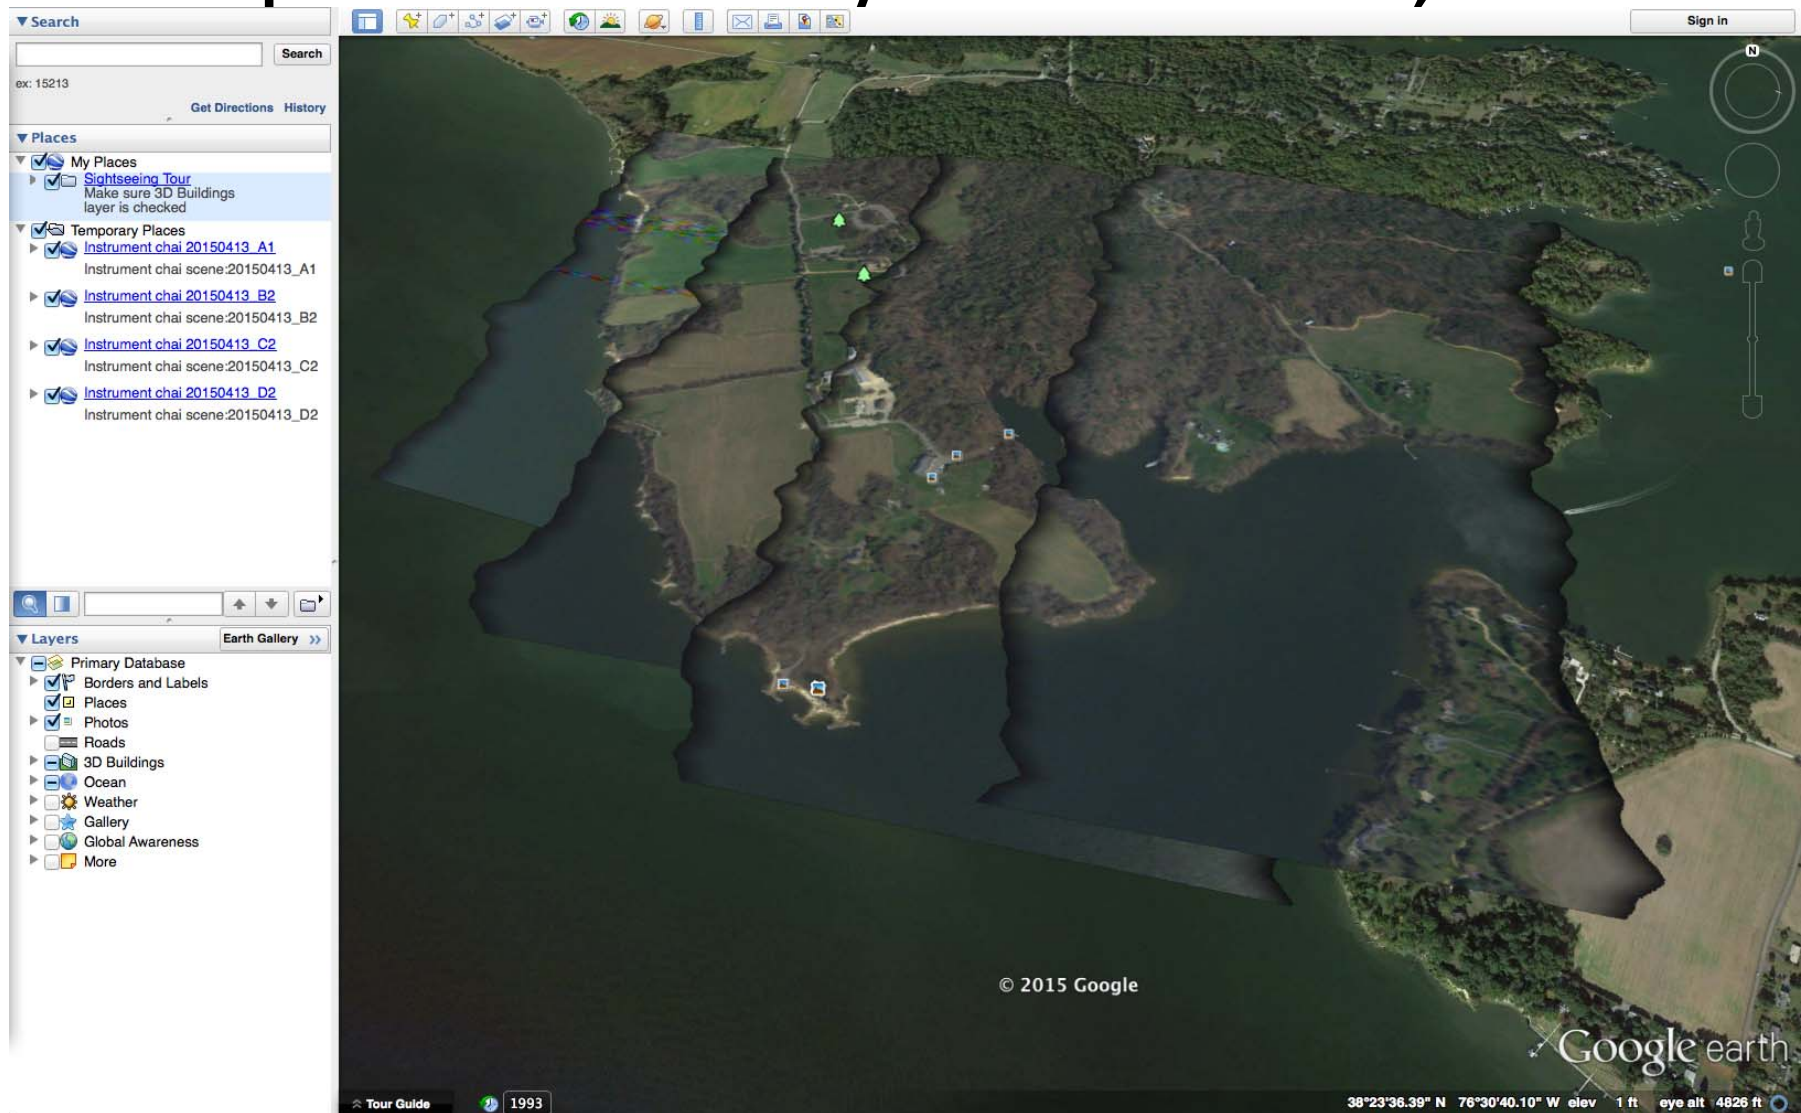 Search
Sign in
Search
ex: 15213
Get Directions History
Places
My Places
Sightseeing Tour
Make sure 3D Buildings
layer is checked
Temporary Places
Instrument chai 20150413_A1
Instrument chai scene:20150413_A1
Instrument chai 20150413_B2
Instrument chai scene:20150413_B2
Instrument chai 20150413_C2
Instrument chai scene:20150413_C2
Instrument chai 20150413_D2
Instrument chai scene:20150413_D2
Layers
Earth Gallery >>
Primary Database
Borders and Labels
Places
Photos
Roads
3D Buildings
Ocean
Weather
Gallery
Global Awareness
More
N
© 2015 Google
Google earth
Tour Guide
1993
38°23'36.39" N 76°30'40.10" W elev 1 ft eye alt 4826 ft